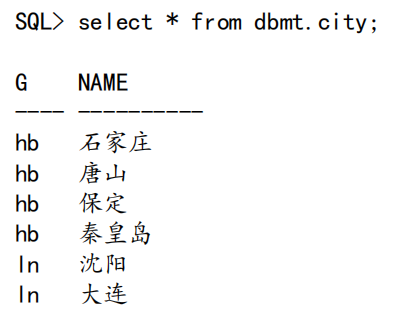 SQL> select * from dbmt.city;
G    NAME
---- ----------
hb   石家庄
hb   唐山
hb   保定
hb   秦皇岛
ln   沈阳
ln   大连